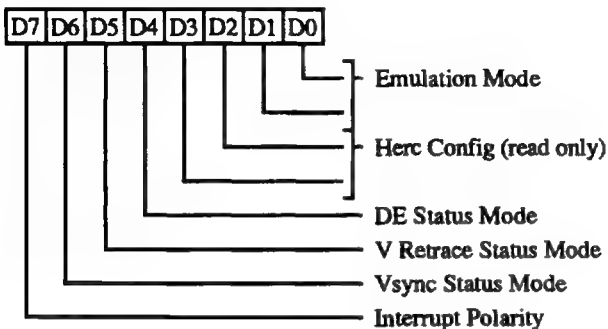 D7 D6 D5 D4 D3 D2 D1 D0
Emulation Mode
Herc Config (read only)
DE Status Mode
V Retrace Status Mode
Vsync Status Mode
Interrupt Polarity